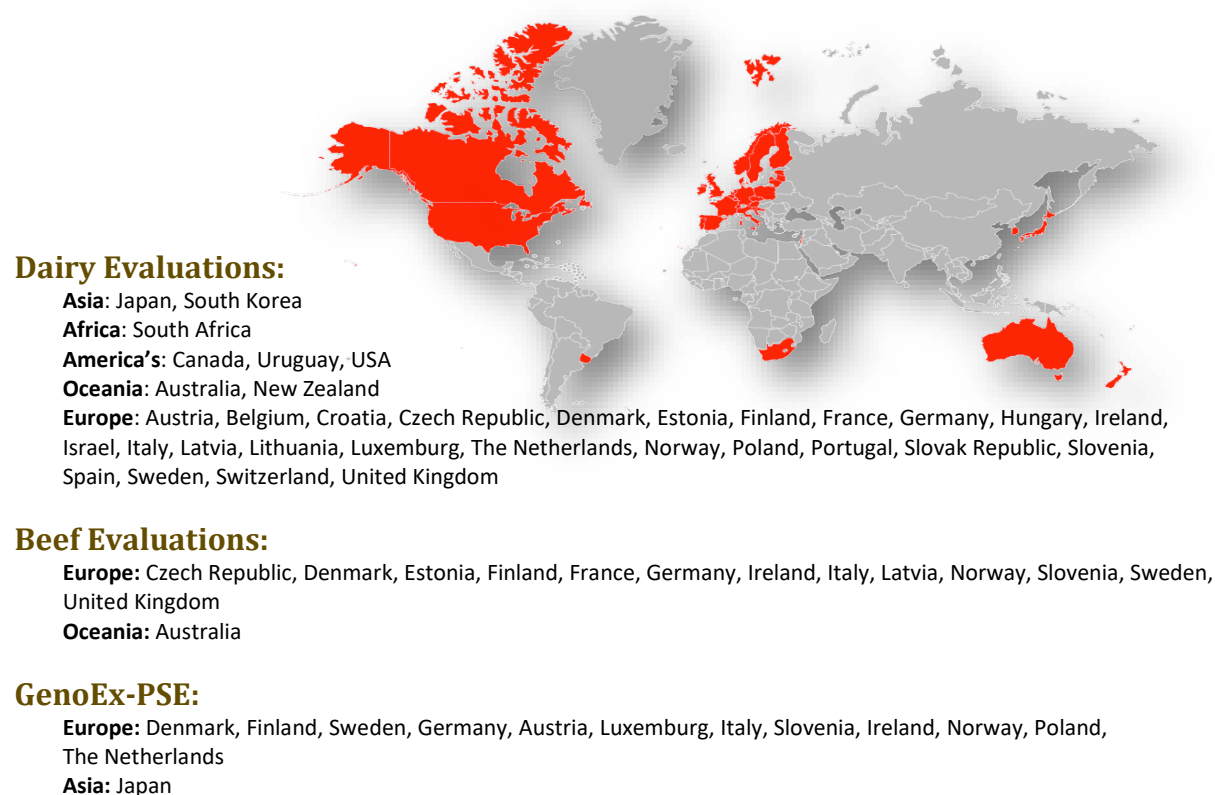 Dairy Evaluations:
Asia: Japan, South Korea
Africa: South Africa
America’s: Canada, Uruguay, USA
Oceania: Australia, New Zealand
Europe: Austria, Belgium, Croatia, Czech Republic, Denmark, Estonia, Finland, France, Germany, Hungary, Ireland,
Israel, Italy, Latvia, Lithuania, Luxemburg, The Netherlands, Norway, Poland, Portugal, Slovak Republic, Slovenia,
Spain, Sweden, Switzerland, United Kingdom
Beef Evaluations:
Europe: Czech Republic, Denmark, Estonia, Finland, France, Germany, Ireland, Italy, Latvia, Norway, Slovenia, Sweden,
United Kingdom
Oceania: Australia
GenoEx-PSE:
Europe: Denmark, Finland, Sweden, Germany, Austria, Luxemburg, Italy, Slovenia, Ireland, Norway, Poland,
The Netherlands
Asia: Japan